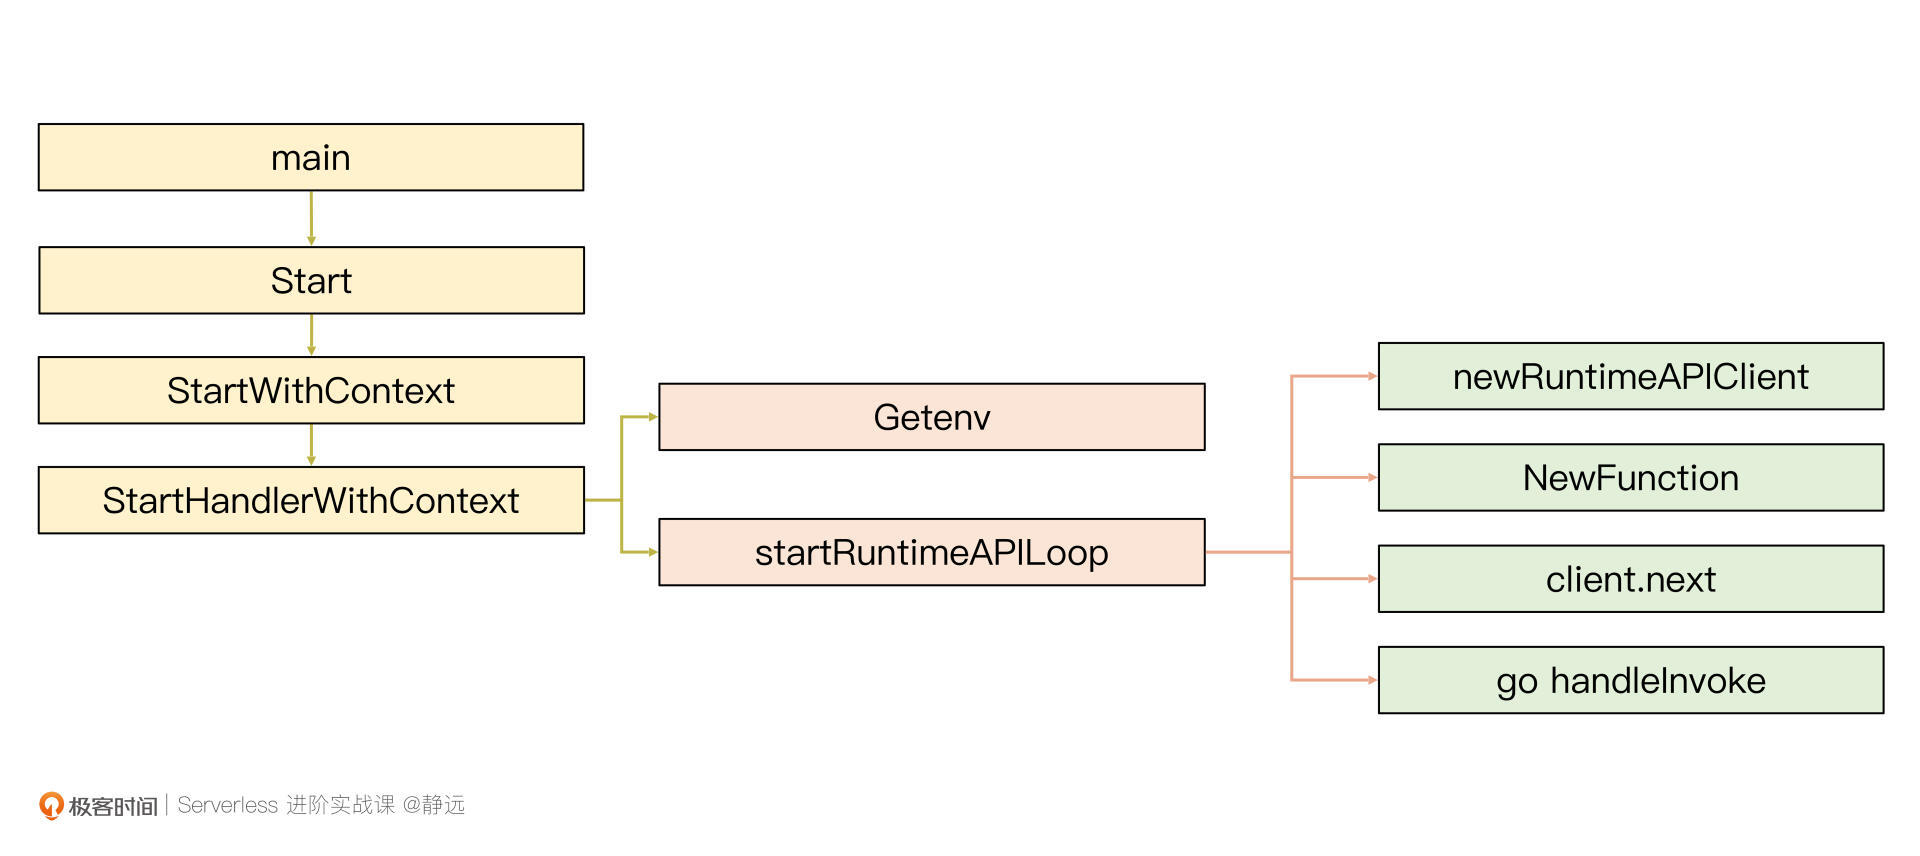 main
Start
StartWithContext
StartHandlerWithContext
Getenv
startRuntimeAPILoop
newRuntimeAPIClient
NewFunction
client.next
go handleInvoke
极客时间 | Serverless 进阶实战课 @静远